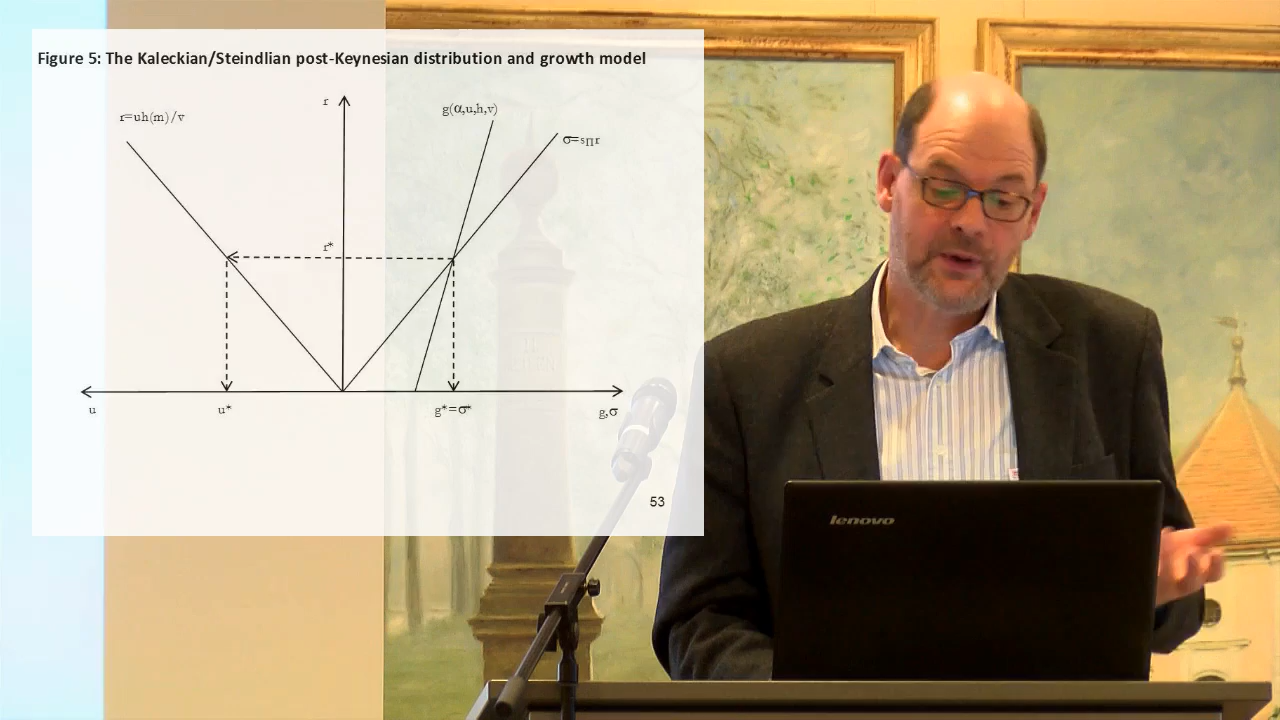 Figure 5: The Kaleckian/Steindlian post-Keynesian distribution and growth model
r
g(α,u,h,v)
r=uh(m)/v
σ=sΠr
r*
u
u*
g*=σ*
g,σ
53
lenovo